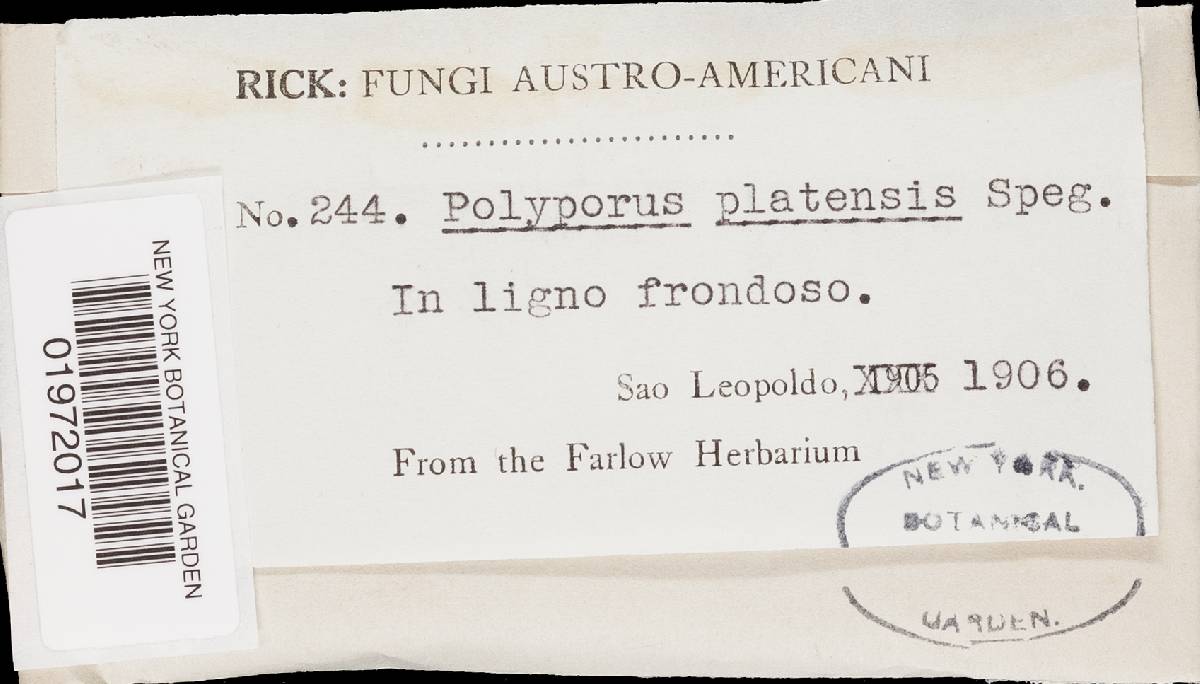 RICK: FUNGI AUSTRO-AMERICANI
........................
No. 244. Polyporus platensis Speg.
In ligno frondoso.
Sao Leopoldo, 1906.
From the Farlow Herbarium
NEW YORK
BOTANICAL
GARDEN.
NEW YORK BOTANICAL GARDEN
01972017